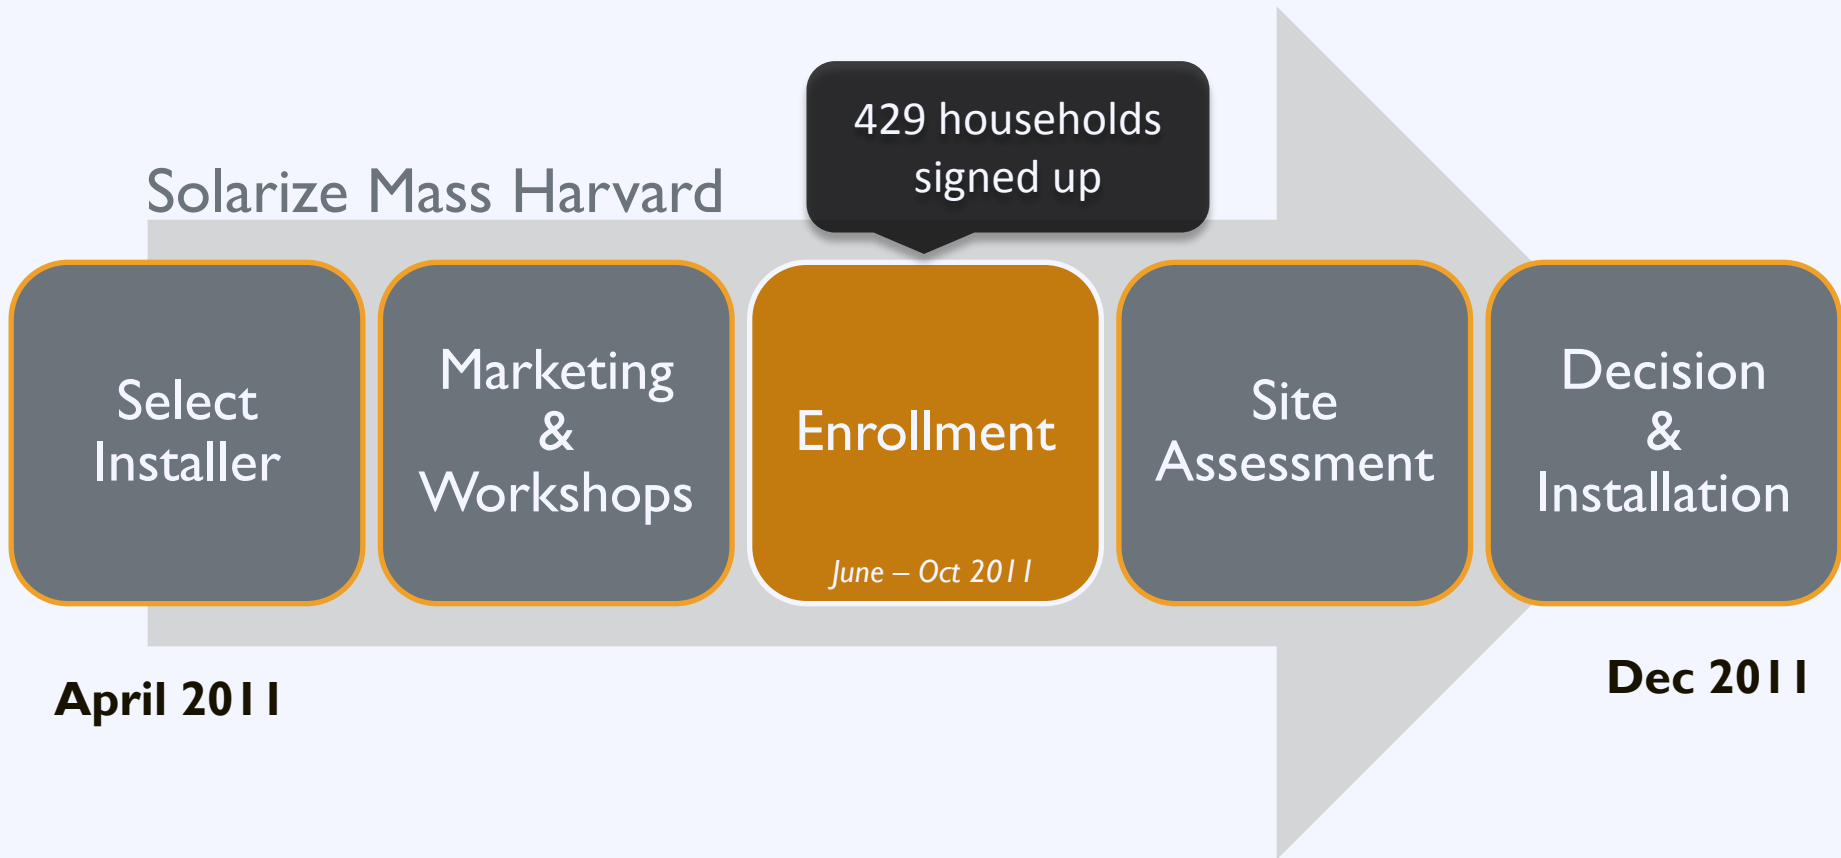 429 households
signed up
Solarize Mass Harvard
Select
Installer
Marketing
&
Workshops
Enrollment
June – Oct 2011
Site
Assessment
Decision
&
Installation
April 2011
Dec 2011